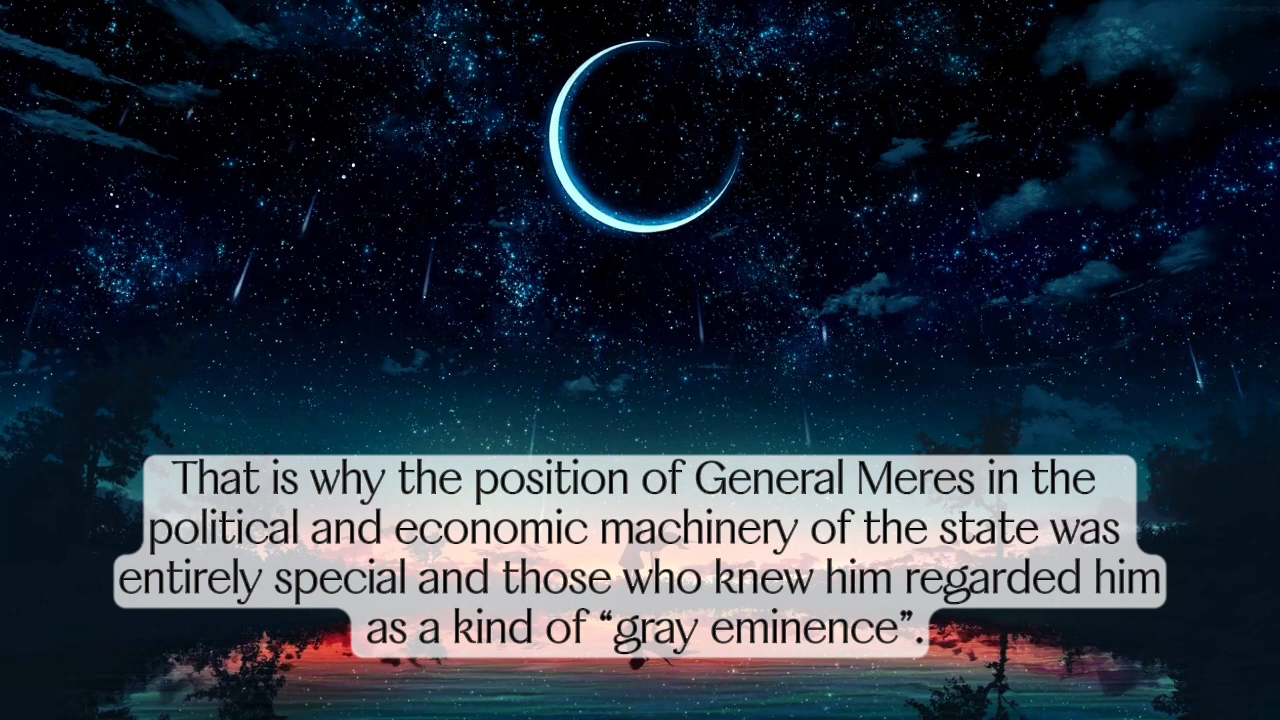 That is why the position of General Meres in the
political and economic machinery of the state was
entirely special and those who knew him regarded him
as a kind of “gray eminence”.